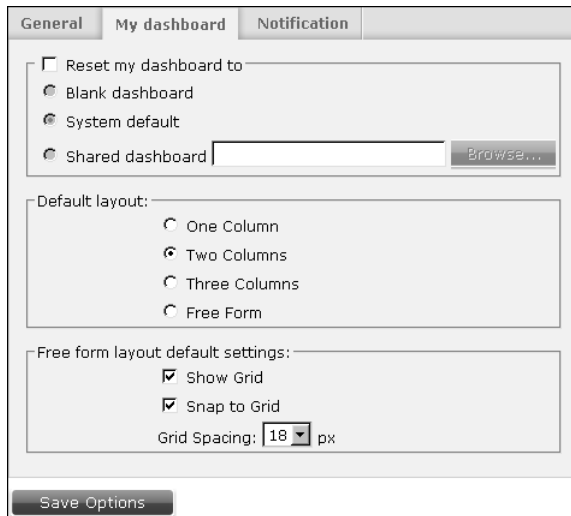 General My dashboard Notification
Reset my dashboard to
Blank dashboard
System default
Shared dashboard Browse...
Default layout:
One Column
Two Columns
Three Columns
Free Form
Free form layout default settings:
Show Grid
Snap to Grid
Grid Spacing: 18 px
Save Options